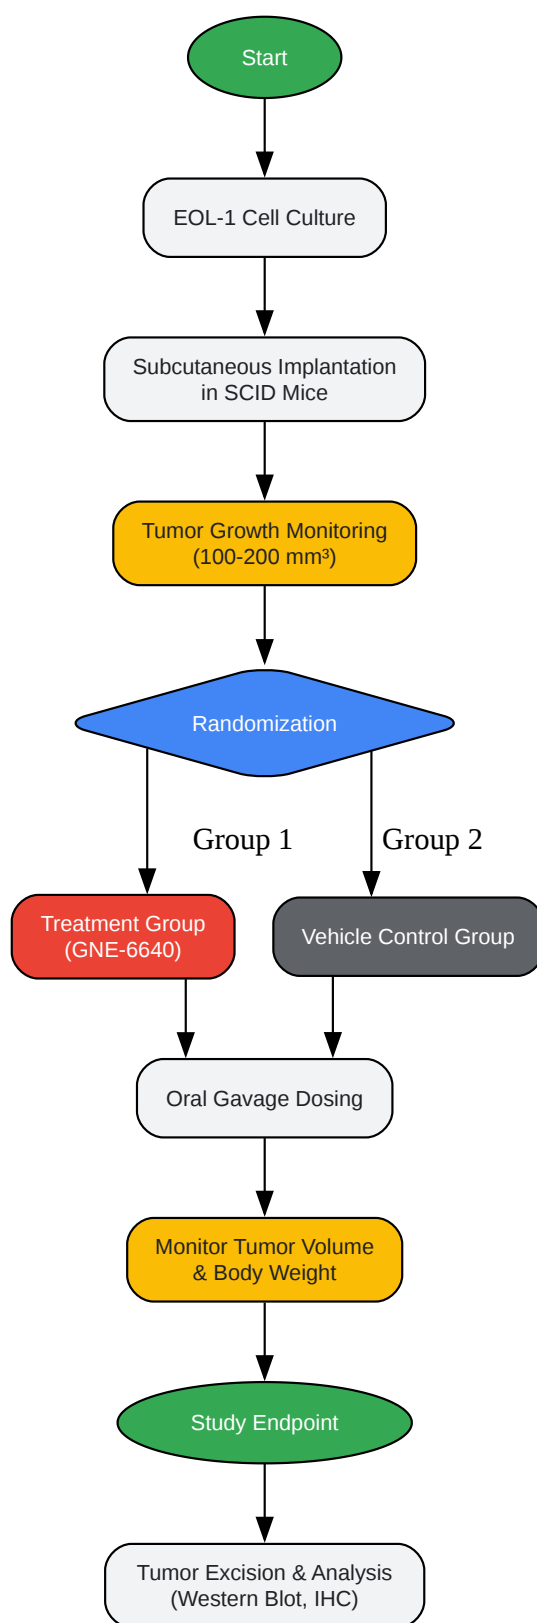 Start
EOL-1 Cell Culture
Subcutaneous Implantation
in SCID Mice
Tumor Growth Monitoring
(100-200 mm³)
Randomization
Group 1
Group 2
Treatment Group
(GNE-6640)
Vehicle Control Group
Oral Gavage Dosing
Monitor Tumor Volume
& Body Weight
Study Endpoint
Tumor Excision & Analysis
(Western Blot, IHC)